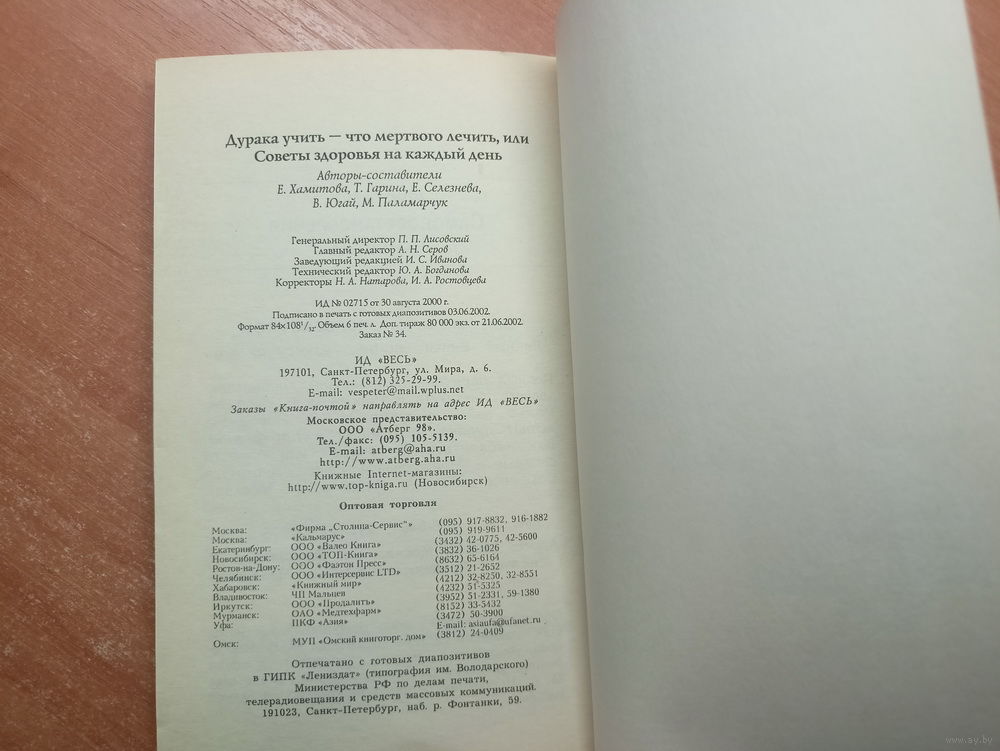 Дурака учить — что мертвого лечить, или
Советы здоровья на каждый день
Авторы-составители
Е. Хамитова, Т. Гарина, Е. Селезнева,
В. Югай, М. Паламарчук
Генеральный директор П. П. Лисовский
Главный редактор А. Н. Серов
Заведующий редакцией И. С. Иванова
Технический редактор Ю. А. Богданова
Корректоры Н. А. Натарова, И. А. Ростовцева
ИД № 02715 от 30 августа 2000 г.
Подписано в печать с готовых диапозитивов 03.06.2002.
Формат 84×108¹/₃₂. Объем 6 печ. л. Доп. тираж 80 000 экз. от 21.06.2002.
Заказ № 34.
ИД «ВЕСЬ»
197101, Санкт-Петербург, ул. Мира, д. 6.
Тел.: (812) 325-29-99.
E-mail: vespeter@mail.wplus.net
Заказы «Книга-почтой» направлять на адрес ИД «ВЕСЬ»
Московское представительство:
ООО «Атберг 98».
Тел./факс: (095) 105-5139.
E-mail: atberg@aha.ru
http://www.atberg.aha.ru
Книжные Internet-магазины:
http://www.top-kniga.ru (Новосибирск)
Оптовая торговля
Москва: «Фирма „Столица-Сервис"» (095) 917-8832, 916-1882
Москва: «Кальмарус» (095) 919-9611
Екатеринбург: ООО «Валео Книга» (3432) 42-0775, 42-5600
Новосибирск: ООО «ТОП-Книга» (3832) 36-1026
Ростов-на-Дону: ООО «Фаэтон Пресс» (8632) 65-6164
Челябинск: ООО «Интерсервис LTD» (3512) 21-2652
Хабаровск: «Книжный мир» (4212) 32-8250, 32-8551
Владивосток: ЧП Мальцев (4232) 51-5325
Иркутск: ООО «Продалитъ» (3952) 51-2331, 59-1380
Мурманск: ОАО «Медтехфарм» (8152) 33-5432
Уфа: ПКФ «Азия» (3472) 50-3900
E-mail: asiaufa@ufanet.ru
Омск: МУП «Омский книготорг. дом» (3812) 24-0409
Отпечатано с готовых диапозитивов
в ГИПК «Лениздат» (типография им. Володарского)
Министерства РФ по делам печати,
телерадиовещания и средств массовых коммуникаций.
191023, Санкт-Петербург, наб. р. Фонтанки, 59.
www.ay.by